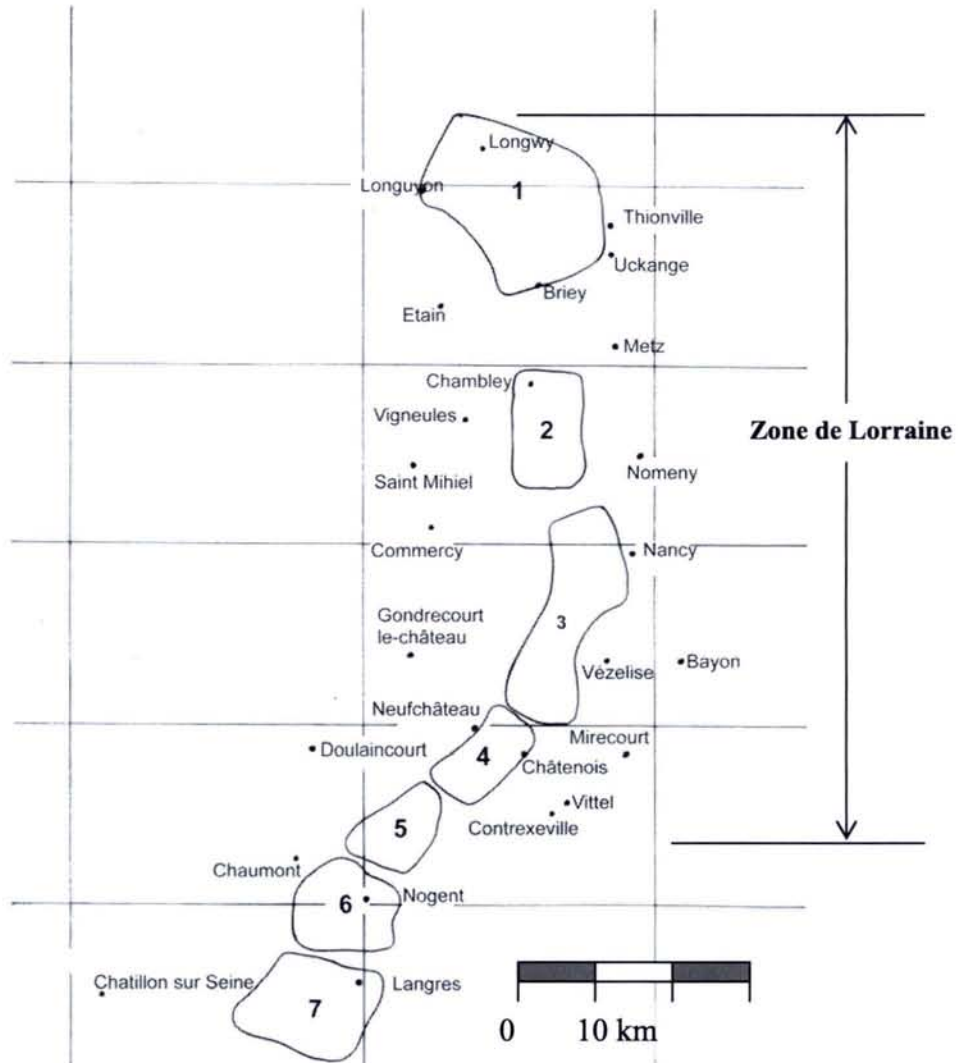 Longwy
Longuyon
1
Thionville
Uckange
Briey
Etain
Metz
Chambley
Vigneules
2
Zone de Lorraine
Saint Mihiel
Nomeny
Commercy
Nancy
Gondrecourt
le-château
3
Vézelise
Bayon
Neufchâteau
Mirecourt
Doulaincourt
4
Châtenois
Vittel
Contrexeville
5
Chaumont
6
Nogent
Chatillon sur Seine
Langres
7
0 10 km